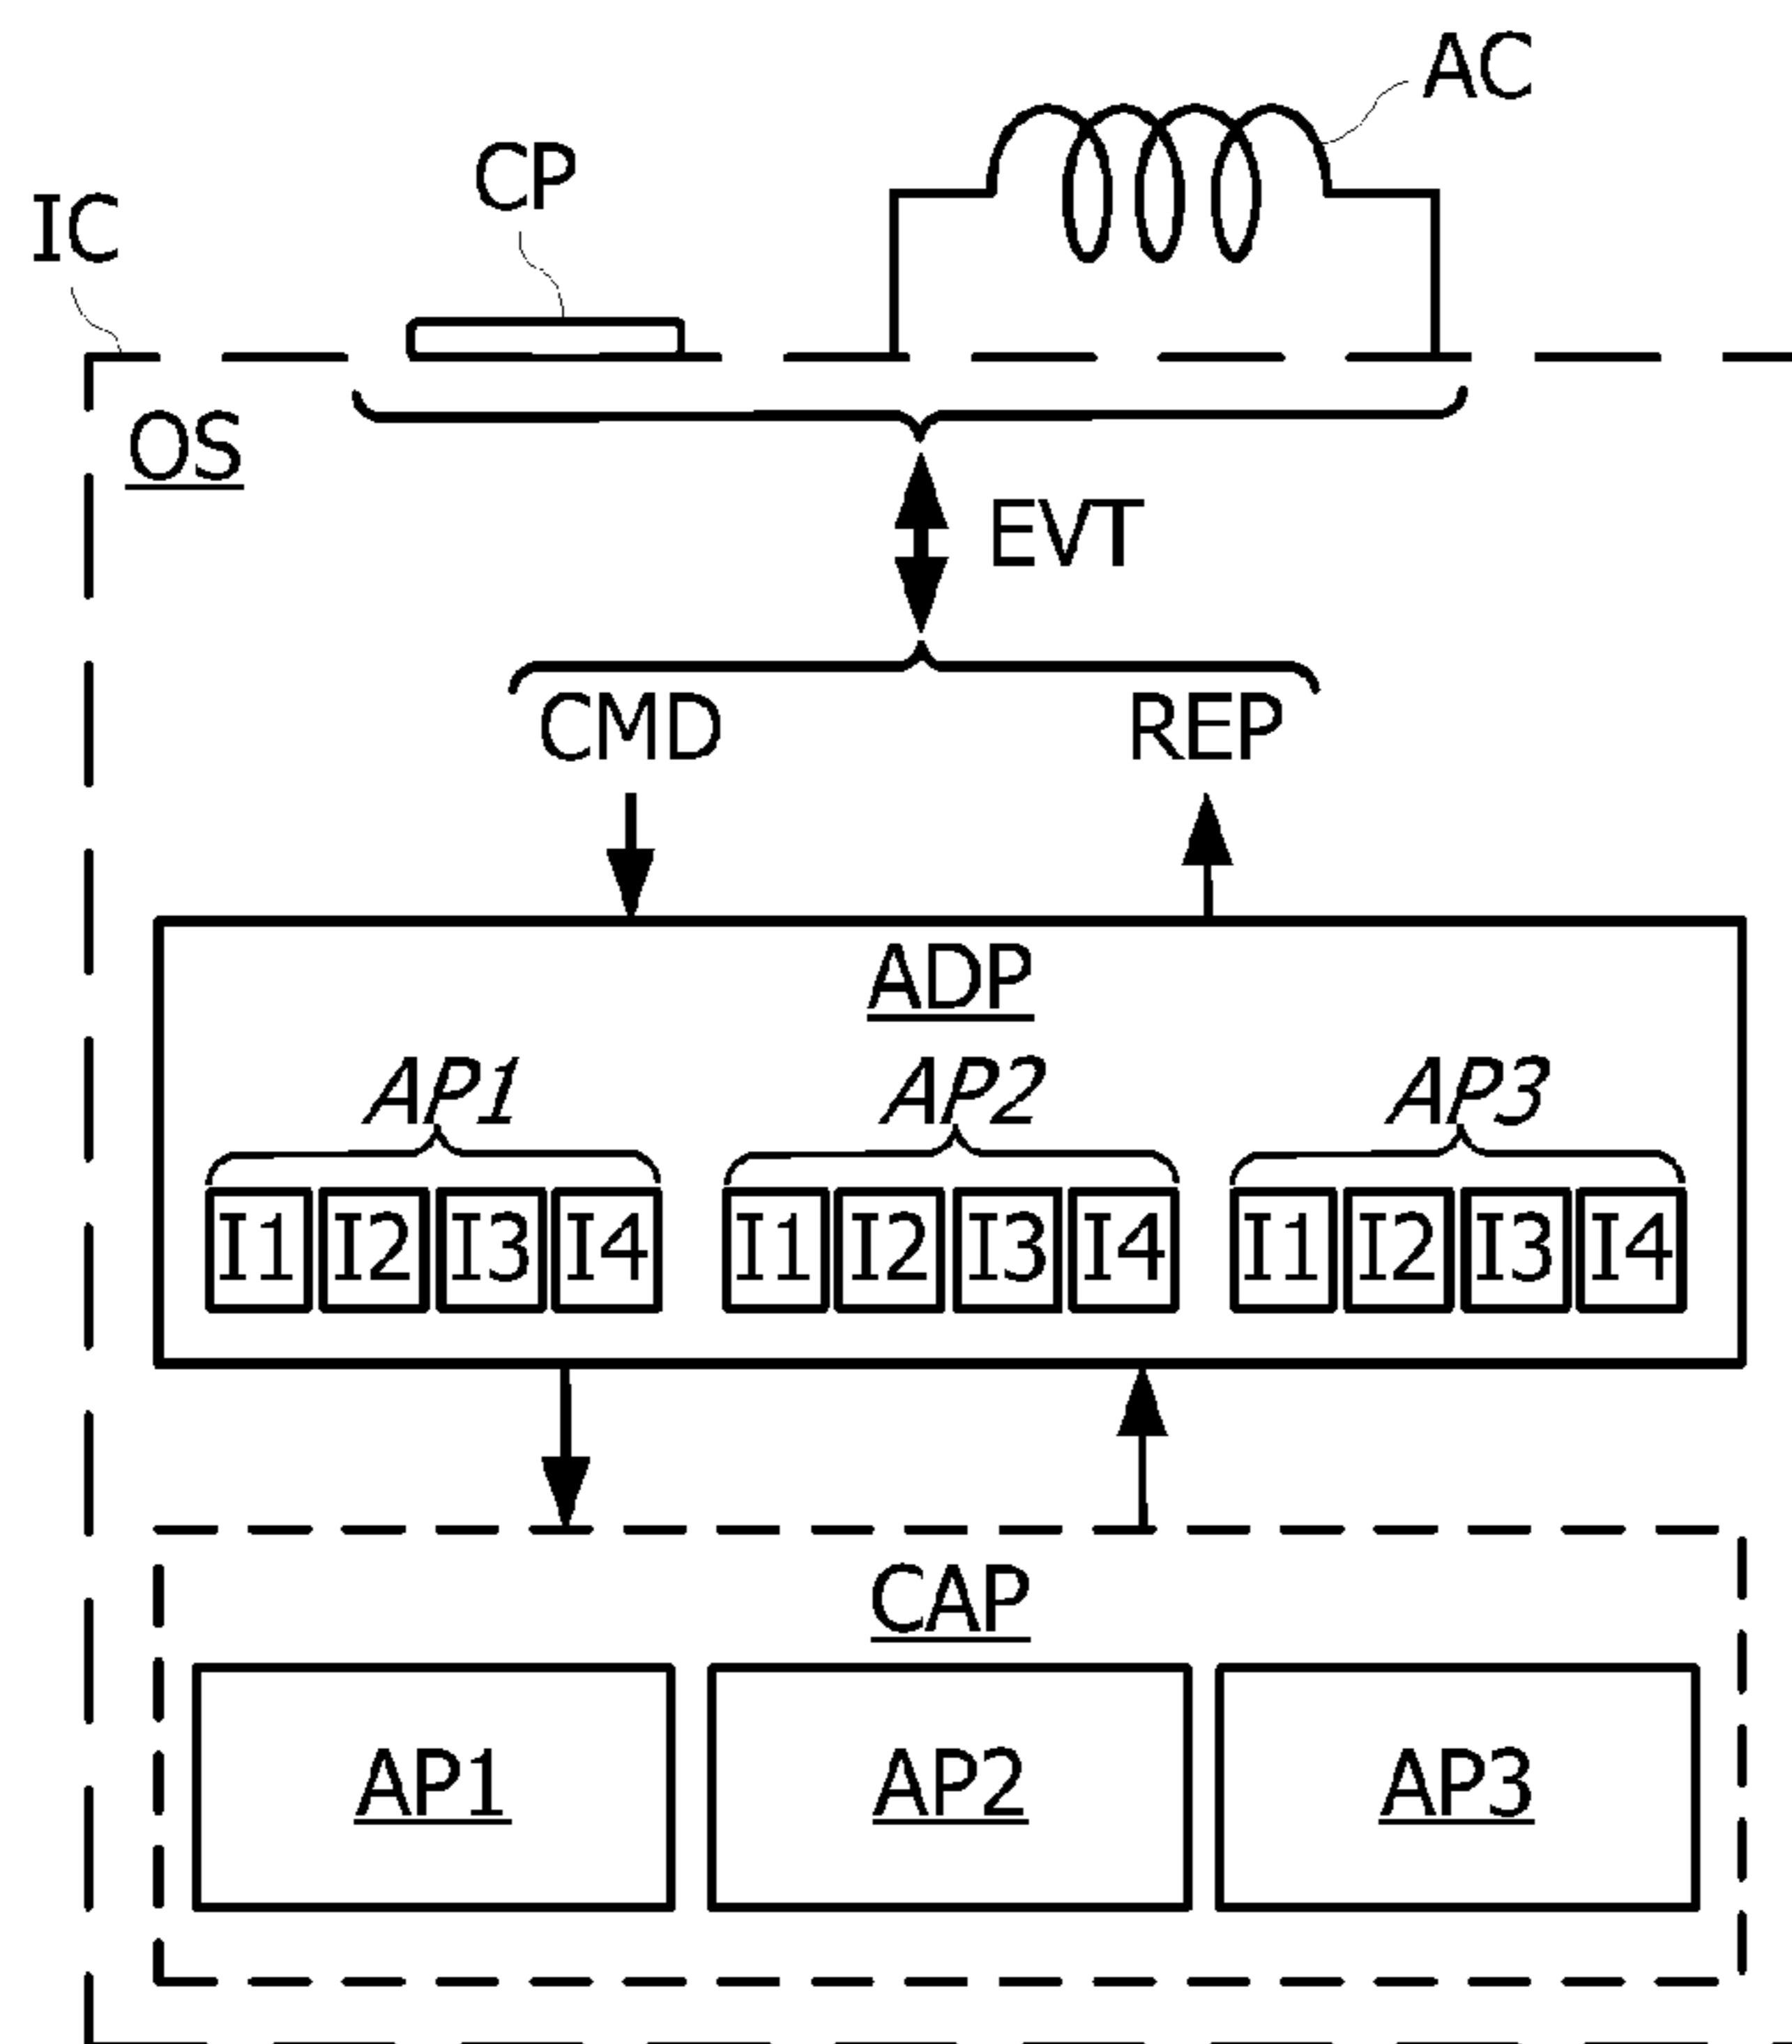 AC
CP
IC
OS
EVT
CMD REP
ADP
AP1 AP2 AP3
I1 I2 I3 I4 I1 I2 I3 I4 I1 I2 I3 I4
CAP
AP1 AP2 AP3